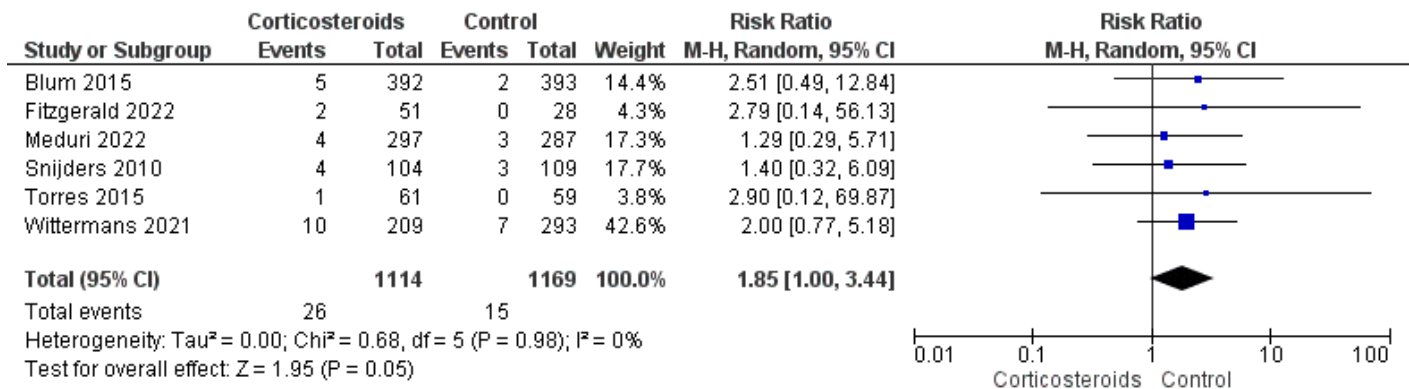 Corticosteroids Control Risk Ratio Risk Ratio
Study or Subgroup Events Total Events Total Weight M-H, Random, 95% CI M-H, Random, 95% CI
Blum 2015 5 392 2 393 14.4% 2.51 [0.49, 12.84]
Fitzgerald 2022 2 51 0 28 4.3% 2.79 [0.14, 56.13]
Meduri 2022 4 297 3 287 17.3% 1.29 [0.29, 5.71]
Snijders 2010 4 104 3 109 17.7% 1.40 [0.32, 6.09]
Torres 2015 1 61 0 59 3.8% 2.90 [0.12, 69.87]
Wittermans 2021 10 209 7 293 42.6% 2.00 [0.77, 5.18]
Total (95% CI) 1114 1169 100.0% 1.85 [1.00, 3.44]
Total events 26 15
Heterogeneity: Tau² = 0.00; Chi² = 0.68, df = 5 (P = 0.98); I² = 0%
Test for overall effect: Z = 1.95 (P = 0.05)
0.01 0.1 1 10 100
Corticosteroids Control